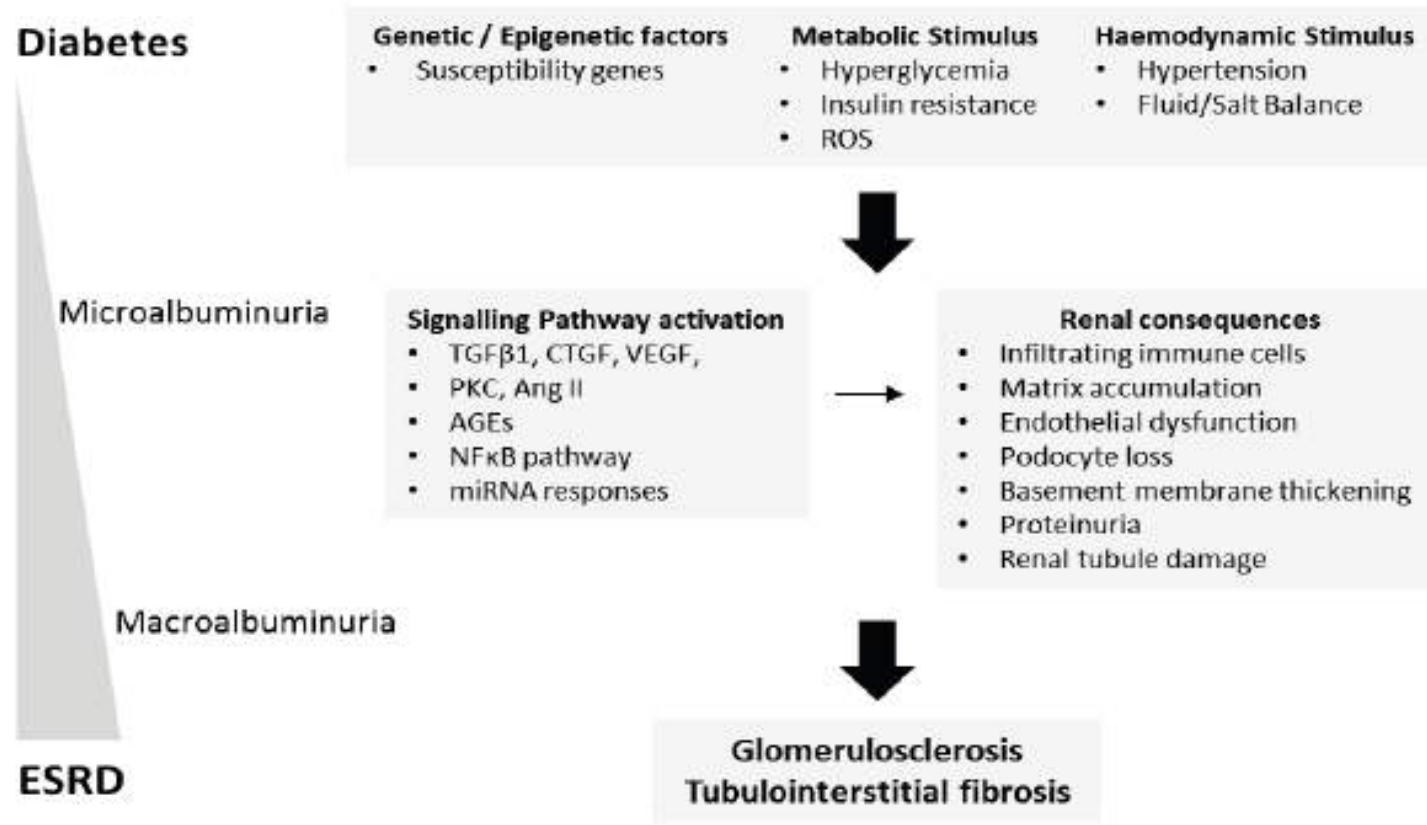 Diabetes
Genetic / Epigenetic factors
• Susceptibility genes
Metabolic Stimulus
• Hyperglycemia
• Insulin resistance
• ROS
Haemodynamic Stimulus
• Hypertension
• Fluid/Salt Balance
Microalbuminuria
Signalling Pathway activation
• TGFβ1, CTGF, VEGF,
• PKC, Ang II
• AGEs
• NFκB pathway
• miRNA responses
Renal consequences
• Infiltrating immune cells
• Matrix accumulation
• Endothelial dysfunction
• Podocyte loss
• Basement membrane thickening
• Proteinuria
• Renal tubule damage
Macroalbuminuria
ESRD
Glomerulosclerosis
Tubulointerstitial fibrosis